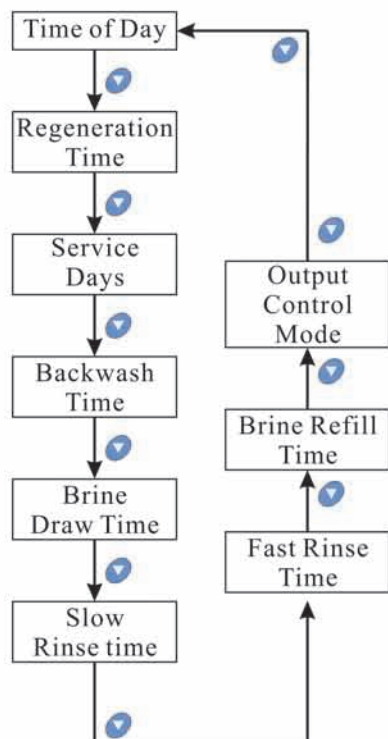 Time of Day
Regeneration
Time
Service
Days
Backwash
Time
Brine
Draw Time
Slow
Rinse time
Fast Rinse
Time
Brine Refill
Time
Output
Control
Mode